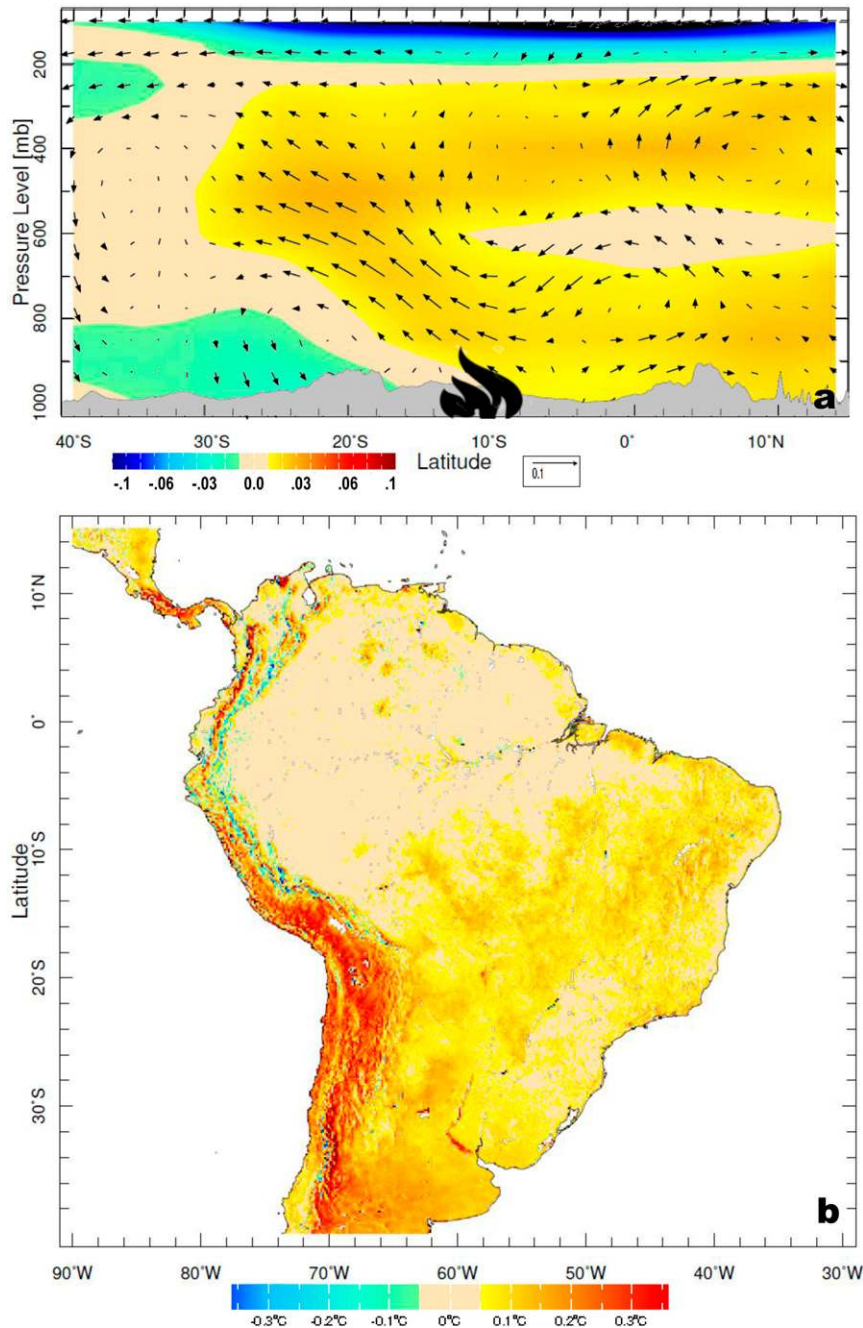 200
400
600
800
1000
Pressure Level [mb]
a
40°S 30°S 20°S 10°S 0° 10°N
Latitude
-.1 -.06 -.03 0.0 .03 .06 .1
0.1
10°N
0°
10°S
20°S
30°S
Latitude
b
90°W 80°W 70°W 60°W 50°W 40°W 30°W
-0.3°C -0.2°C -0.1°C 0°C 0.1°C 0.2°C 0.3°C